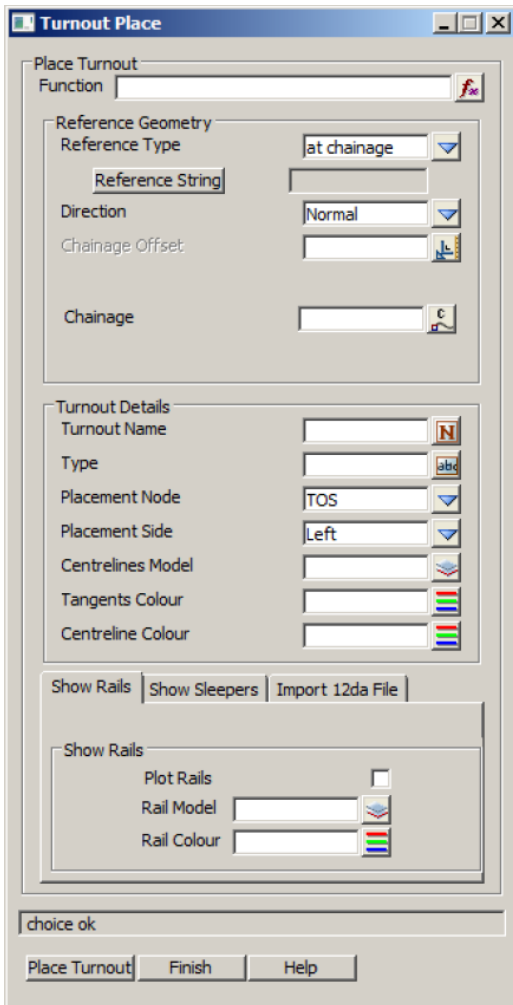 Turnout Place
Place Turnout
Function
Reference Geometry
Reference Type at chainage
Reference String
Direction Normal
Chainage Offset
Chainage
Turnout Details
Turnout Name
Type
Placement Node TOS
Placement Side Left
Centrelines Model
Tangents Colour
Centreline Colour
Show Rails Show Sleepers Import 12da File
Show Rails
Plot Rails
Rail Model
Rail Colour
choice ok
Place Turnout Finish Help